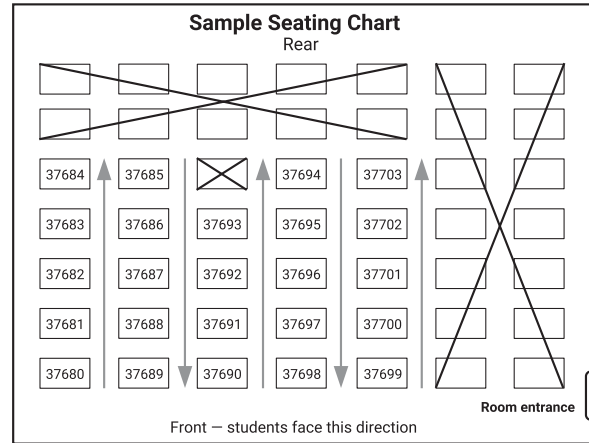 Sample Seating Chart
Rear
37684 37685 37694 37703
37683 37686 37693 37695 37702
37682 37687 37692 37696 37701
37681 37688 37691 37697 37700
37680 37689 37690 37698 37699
Room entrance
Front — students face this direction